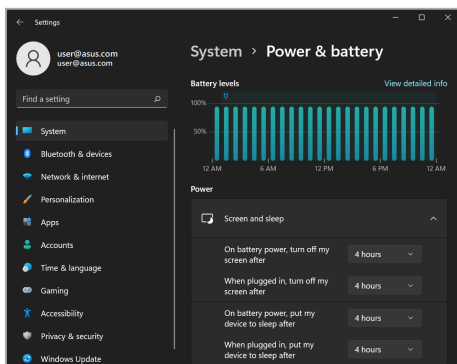 Settings
user@asus.com
user@asus.com
Find a setting
System
Bluetooth & devices
Network & internet
Personalization
Apps
Accounts
Time & language
Gaming
Accessibility
Privacy & security
Windows Update
System > Power & battery
Battery levels View detailed info
100%
50%
12 AM 6 AM 12 PM 6 PM 12 AM
Power
Screen and sleep
On battery power, turn off my
screen after
4 hours
When plugged in, turn off my
screen after
4 hours
On battery power, put my
device to sleep after
4 hours
When plugged in, put my
device to sleep after
4 hours